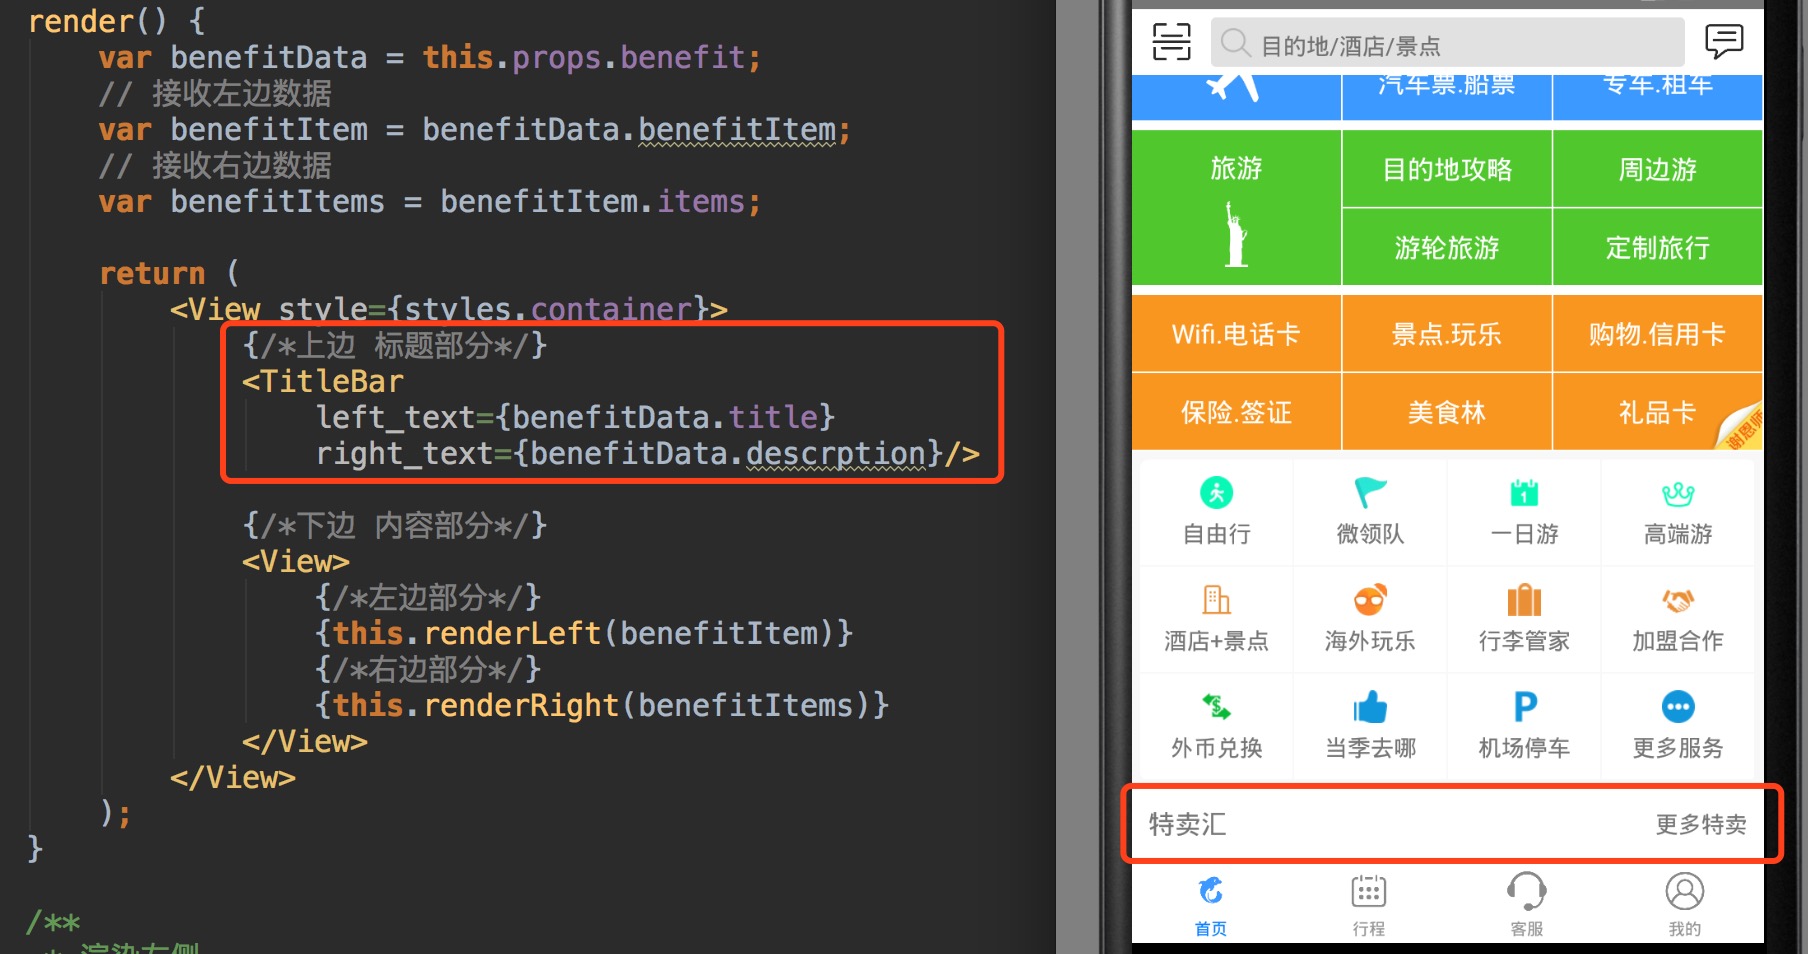 render() {
var benefitData = this.props.benefit;
// 接收左边数据
var benefitItem = benefitData.benefitItem;
// 接收右边数据
var benefitItems = benefitItem.items;
return (
<View style={styles.container}>
{/*上边 标题部分*/}
<TitleBar
left_text={benefitData.title}
right_text={benefitData.descrption}/>
{/*下边 内容部分*/}
<View>
{/*左边部分*/}
{this.renderLeft(benefitItem)}
{/*右边部分*/}
{this.renderRight(benefitItems)}
</View>
</View>
);
}
/**
* 渲染左侧
目的地/酒店/景点
汽车票.船票
专车.租车
旅游
目的地攻略
周边游
游轮旅游
定制旅行
Wifi.电话卡
景点.玩乐
购物.信用卡
保险.签证
美食林
礼品卡
谢恩师
自由行
微领队
1
一日游
高端游
酒店+景点
海外玩乐
行李管家
加盟合作
$
外币兑换
当季去哪
P
机场停车
更多服务
特卖汇
更多特卖
首页
行程
客服
我的